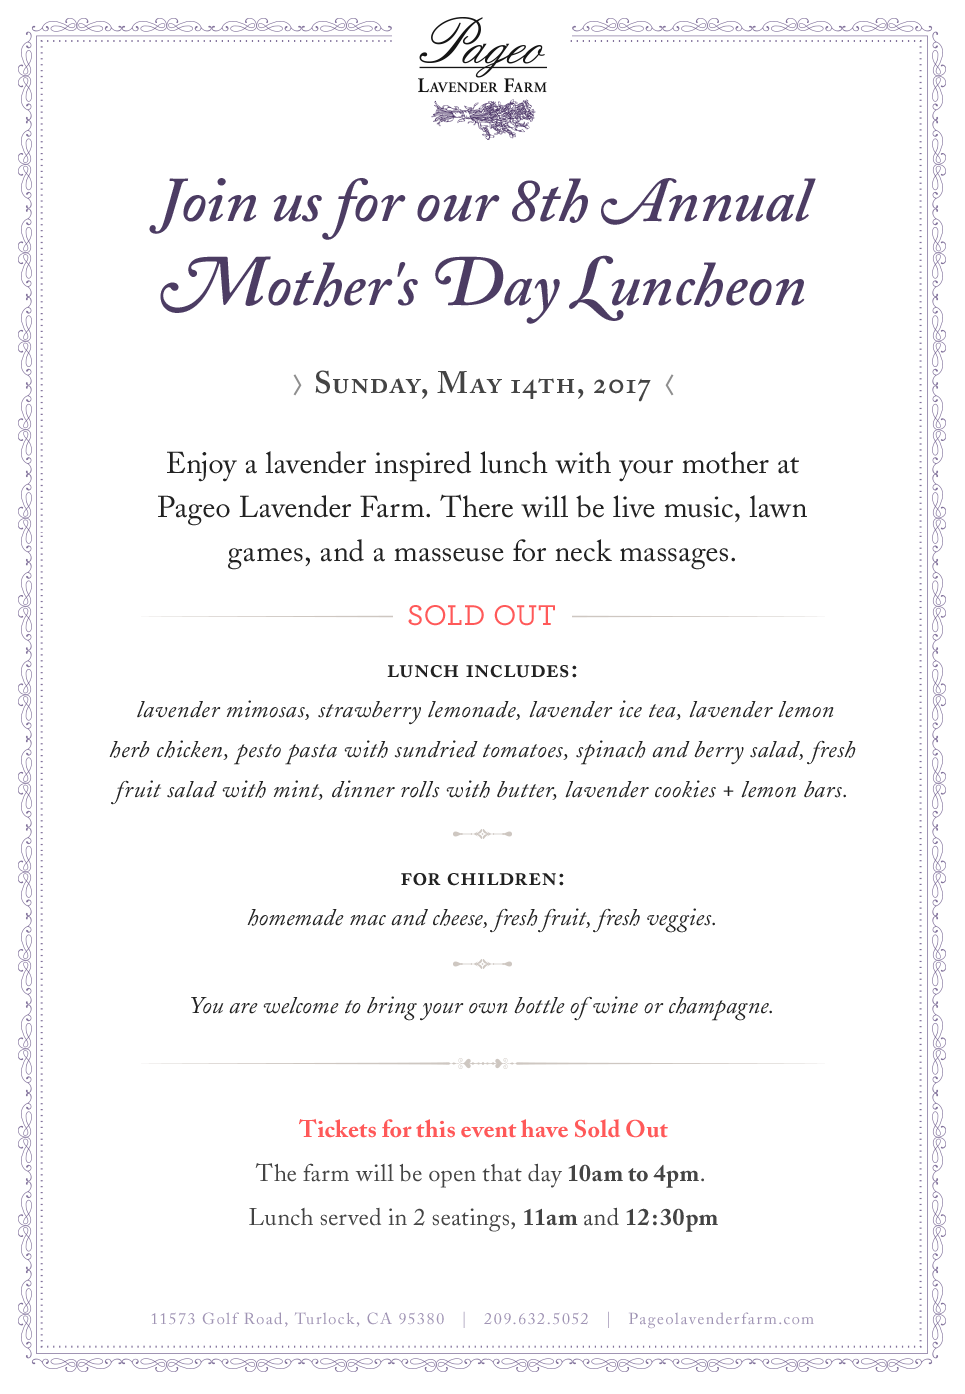 Pageo
Lavender Farm
Join us for our 8th Annual
Mother's Day Luncheon
Sunday, May 14th, 2017
Enjoy a lavender inspired lunch with your mother at
Pageo Lavender Farm. There will be live music, lawn
games, and a masseuse for neck massages.
SOLD OUT
LUNCH INCLUDES:
lavender mimosas, strawberry lemonade, lavender ice tea, lavender lemon
herb chicken, pesto pasta with sundried tomatoes, spinach and berry salad, fresh
fruit salad with mint, dinner rolls with butter, lavender cookies + lemon bars.
FOR CHILDREN:
homemade mac and cheese, fresh fruit, fresh veggies.
You are welcome to bring your own bottle of wine or champagne.
Tickets for this event have Sold Out
The farm will be open that day 10am to 4pm.
Lunch served in 2 seatings, 11am and 12:30pm
11573 Golf Road, Turlock, CA 95380 | 209.632.5052 | Pageolavenderfarm.com